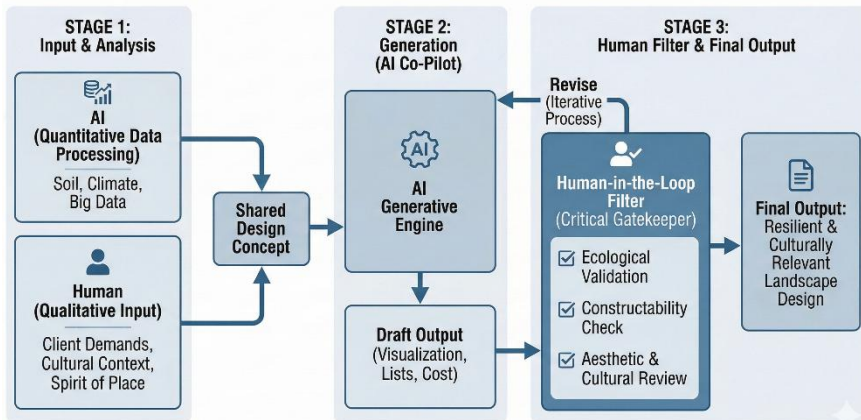 STAGE 1:
Input & Analysis
AI
(Quantitative Data
Processing)
Soil, Climate,
Big Data
Human
(Qualitative Input)
Client Demands,
Cultural Context,
Spirit of Place
Shared
Design
Concept
STAGE 2:
Generation
(AI Co-Pilot)
AI
AI
Generative
Engine
Draft Output
(Visualization,
Lists, Cost)
STAGE 3:
Human Filter & Final Output
Revise
(Iterative
Process)
Human-in-the-Loop
Filter
(Critical Gatekeeper)
Ecological
Validation
Constructability
Check
Aesthetic &
Cultural Review
Final Output:
Resilient &
Culturally
Relevant
Landscape
Design